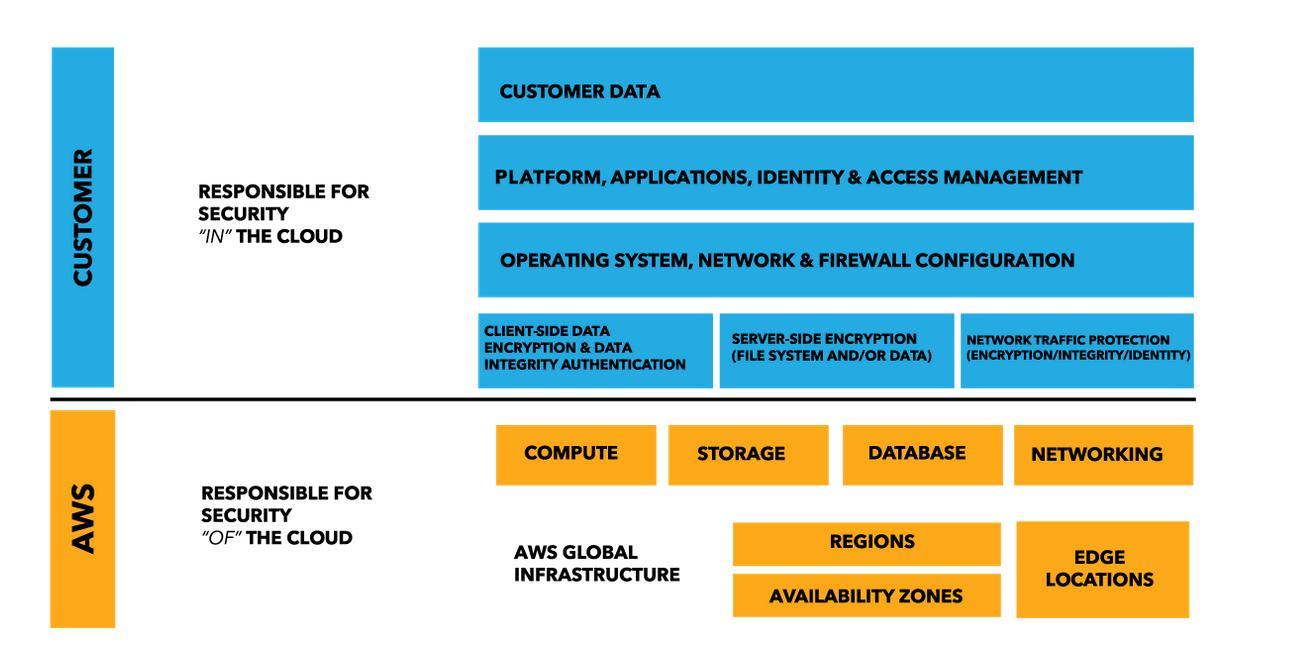 CUSTOMER
RESPONSIBLE FOR
SECURITY
“IN” THE CLOUD
CUSTOMER DATA
PLATFORM, APPLICATIONS, IDENTITY & ACCESS MANAGEMENT
OPERATING SYSTEM, NETWORK & FIREWALL CONFIGURATION
CLIENT-SIDE DATA
ENCRYPTION & DATA
INTEGRITY AUTHENTICATION
SERVER-SIDE ENCRYPTION
(FILE SYSTEM AND/OR DATA)
NETWORK TRAFFIC PROTECTION
(ENCRYPTION/INTEGRITY/IDENTITY)
AWS
RESPONSIBLE FOR
SECURITY
“OF” THE CLOUD
COMPUTE
STORAGE
DATABASE
NETWORKING
AWS GLOBAL
INFRASTRUCTURE
REGIONS
AVAILABILITY ZONES
EDGE
LOCATIONS